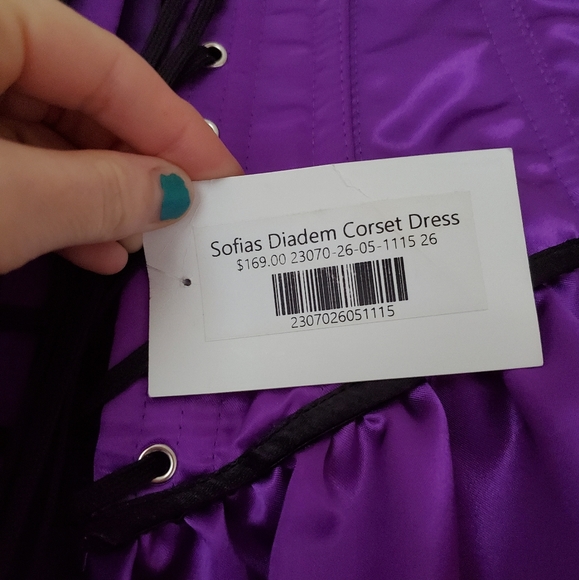 Sofias Diadem Corset Dress
$169.00 23070-26-05-1115 26
2307026051115